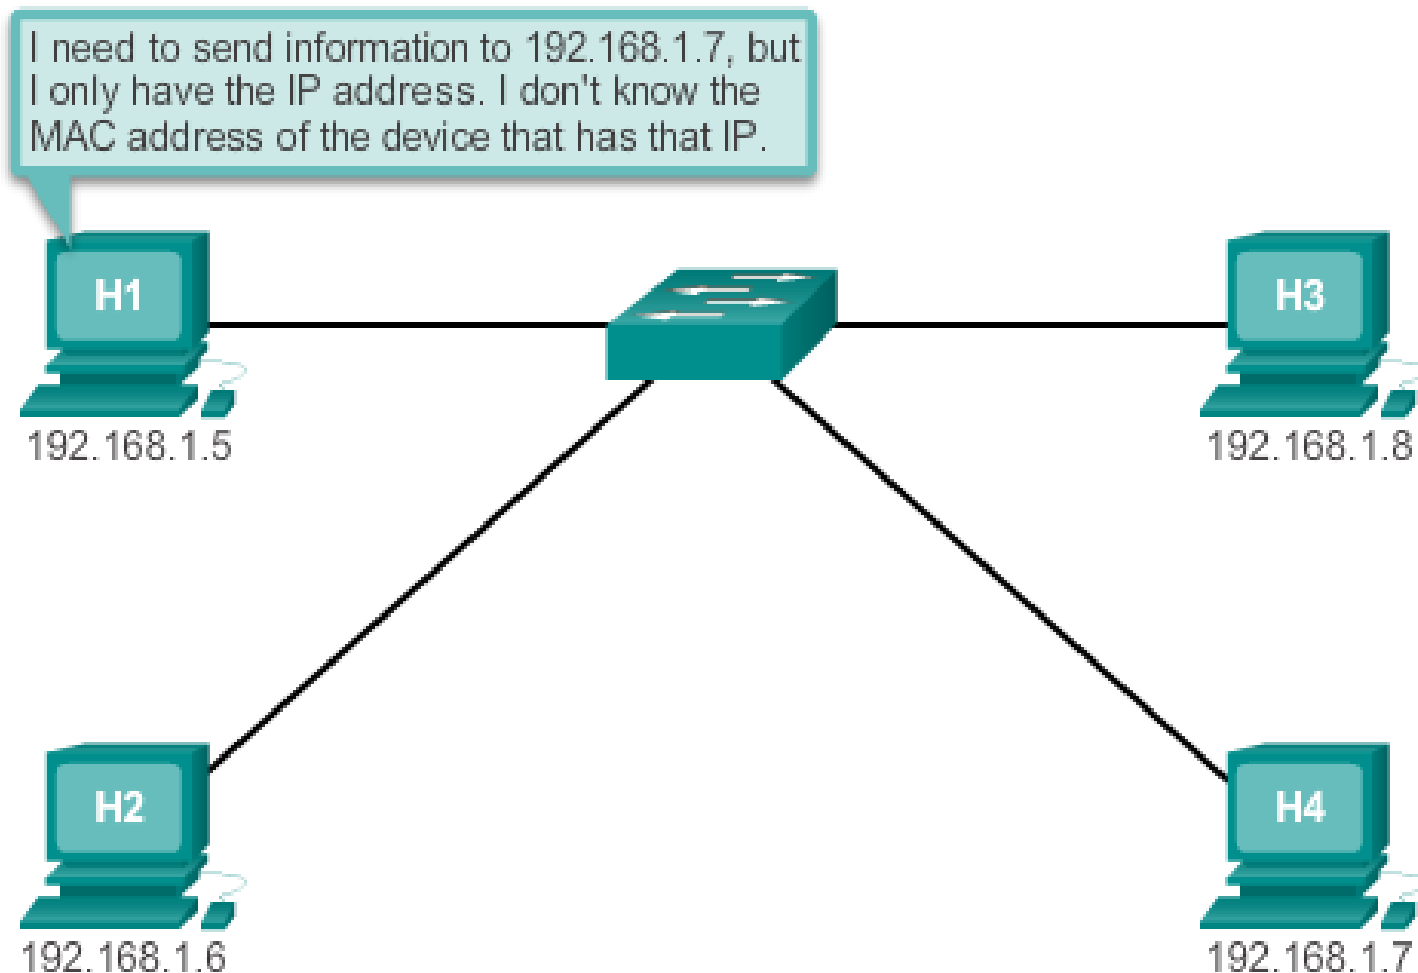 I need to send information to 192.168.1.7, but
I only have the IP address. I don't know the
MAC address of the device that has that IP.
H1
H3
192.168.1.5
192.168.1.8
H2
H4
192.168.1.6
192.168.1.7